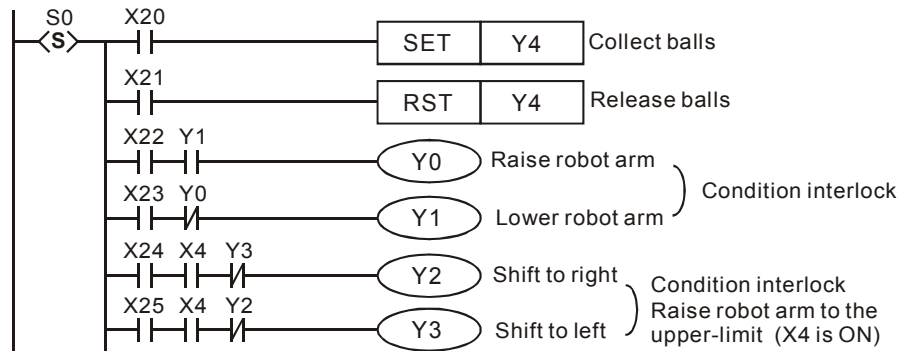 S0 X20
S SET Y4 Collect balls
X21
RST Y4 Release balls
X22 Y1
Y0 Raise robot arm
Condition interlock
X23 Y0
Y1 Lower robot arm
X24 X4 Y3
Y2 Shift to right
Condition interlock
Raise robot arm to the
upper-limit (X4 is ON)
X25 X4 Y2
Y3 Shift to left